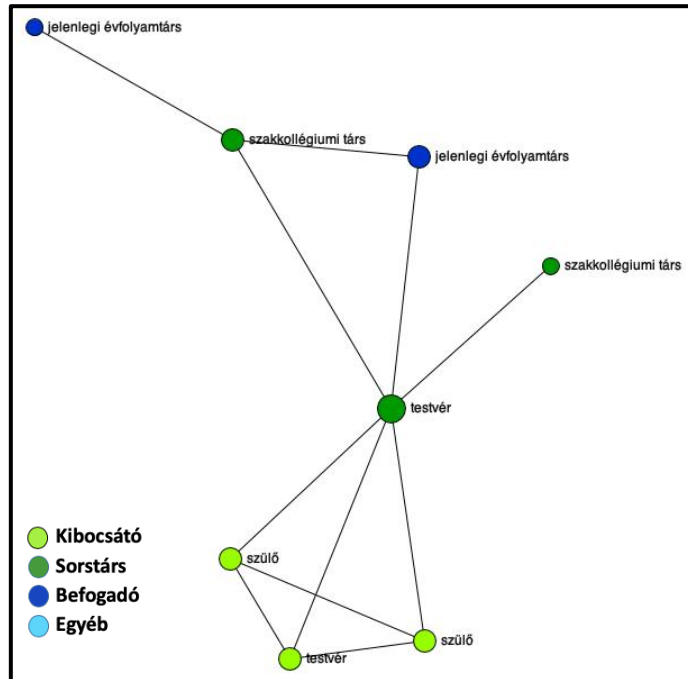 jelenlegi évfolyamtárs
szakkollégiumi társ
jelenlegi évfolyamtárs
szakkollégiumi társ
testvér
szülő
szülő
testvér
Kibocsátó
Sorstárs
Befogadó
Egyéb